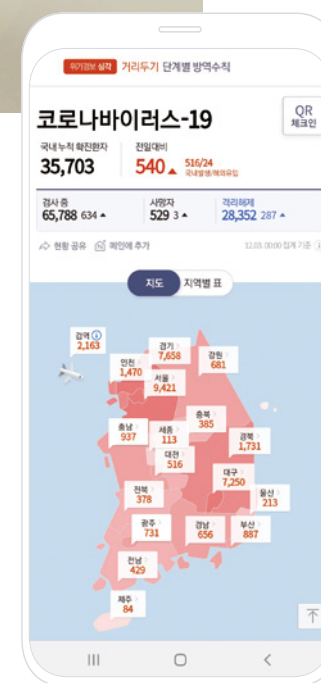 위기경보 심각 거리두기 단계별 방역수칙
코로나바이러스-19
QR
체크인
국내 누적 확진환자
전일대비
35,703
540 ▲ 516/24
국내발생/해외유입
검사 중
사망자
격리해제
65,788 634 ▲
529 3 ▲
28,352 287 ▲
현황 공유
메인에 추가
12.03. 00:00 집계 기준
지도
지역별 표
검역
2,163
경기
7,658
강원
681
인천
1,470
서울
9,421
충북
385
충남
937
세종
113
경북
1,731
대전
516
대구
7,250
전북
378
울산
213
광주
731
경남
656
부산
887
전남
429
제주
84